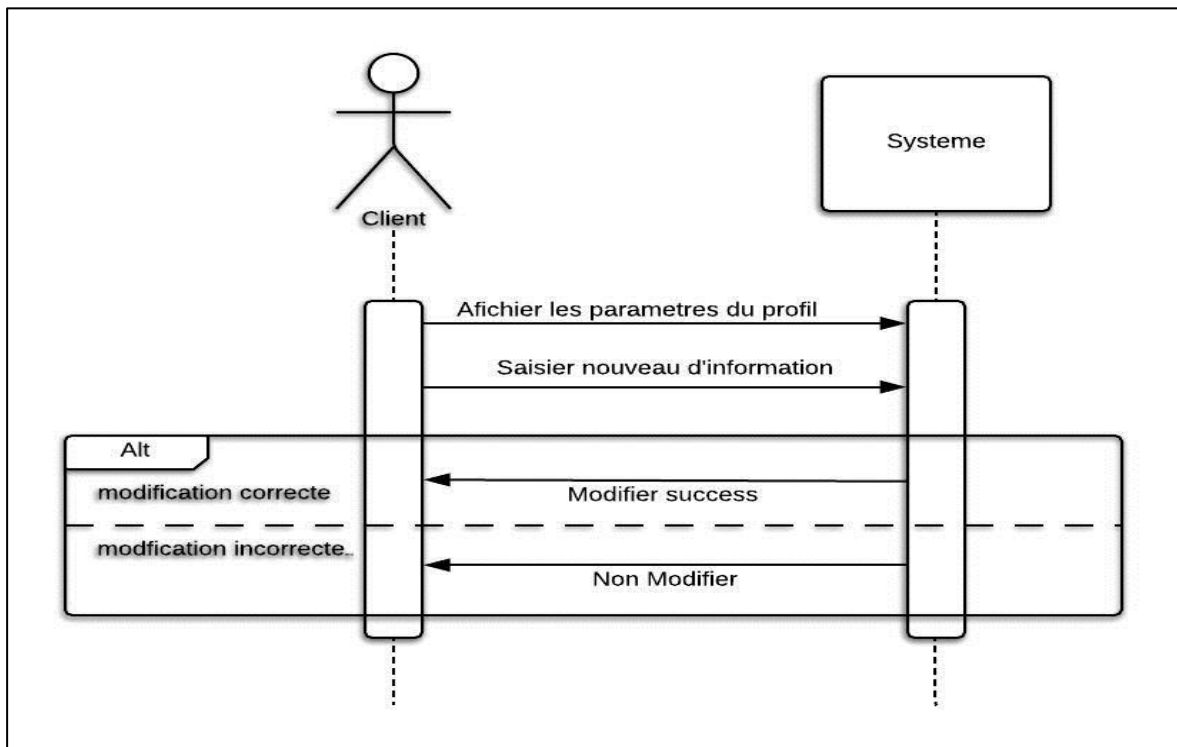 Systeme
Client
Afichier les parametres du profil
Saisier nouveau d'information
Alt
modification correcte
Modifier success
modfication incorrecte..
Non Modifier